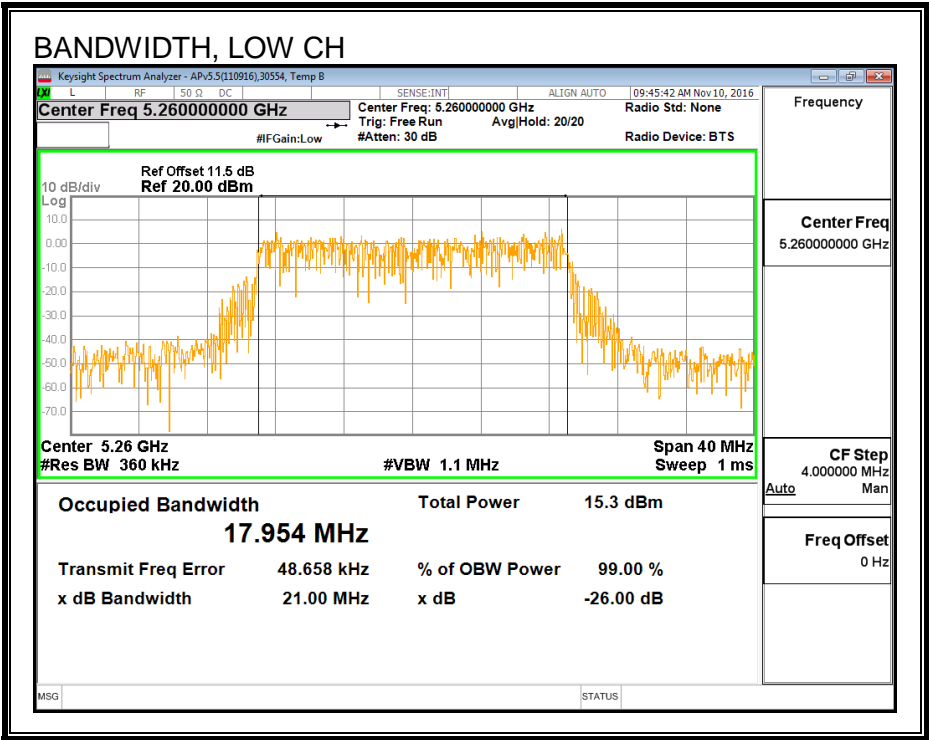 BANDWIDTH, LOW CH
Keysight Spectrum Analyzer - APv5.5(110916),30554, Temp B
LXI L RF 50 Ω DC SENSE:INT ALIGN AUTO 09:45:42 AM Nov 10, 2016
Center Freq 5.260000000 GHz
Center Freq: 5.260000000 GHz
Radio Std: None
Trig: Free Run
Avg|Hold: 20/20
#IFGain:Low
#Atten: 30 dB
Radio Device: BTS
Ref Offset 11.5 dB
10 dB/div
Ref 20.00 dBm
Log
10.0
0.00
-10.0
-20.0
-30.0
-40.0
-50.0
-60.0
-70.0
Center 5.26 GHz
Span 40 MHz
#Res BW 360 kHz
#VBW 1.1 MHz
Sweep 1 ms
Occupied Bandwidth
17.954 MHz
Total Power 15.3 dBm
Transmit Freq Error 48.658 kHz
% of OBW Power 99.00 %
x dB Bandwidth 21.00 MHz
x dB -26.00 dB
MSG
STATUS
Frequency
Center Freq
5.260000000 GHz
CF Step
4.000000 MHz
Auto Man
Freq Offset
0 Hz